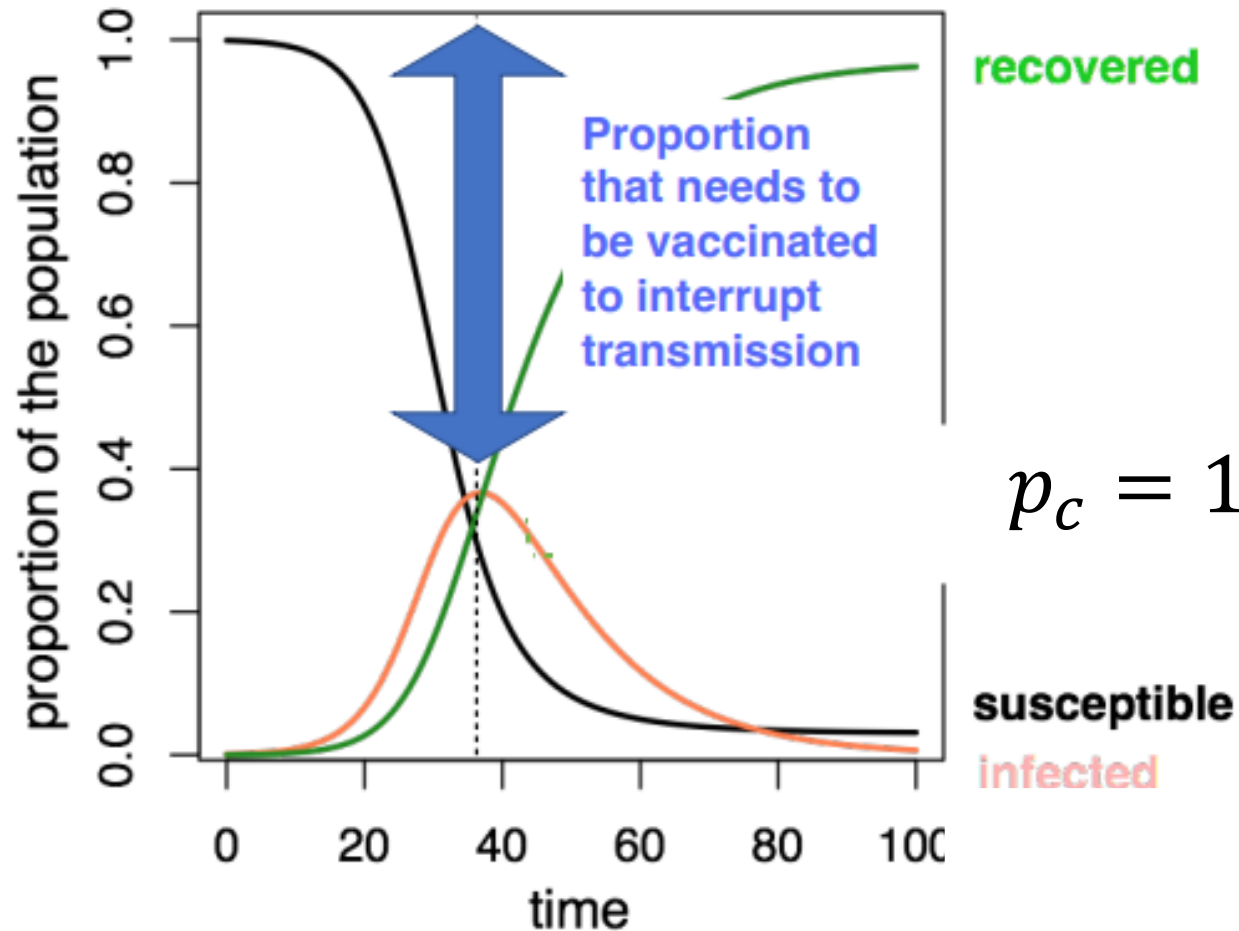 proportion of the population
1.0
0.8
0.6
0.4
0.2
0.0
0 20 40 60 80 100
time
Proportion
that needs to
be vaccinated
to interrupt
transmission
recovered
p_c = 1
susceptible
infected